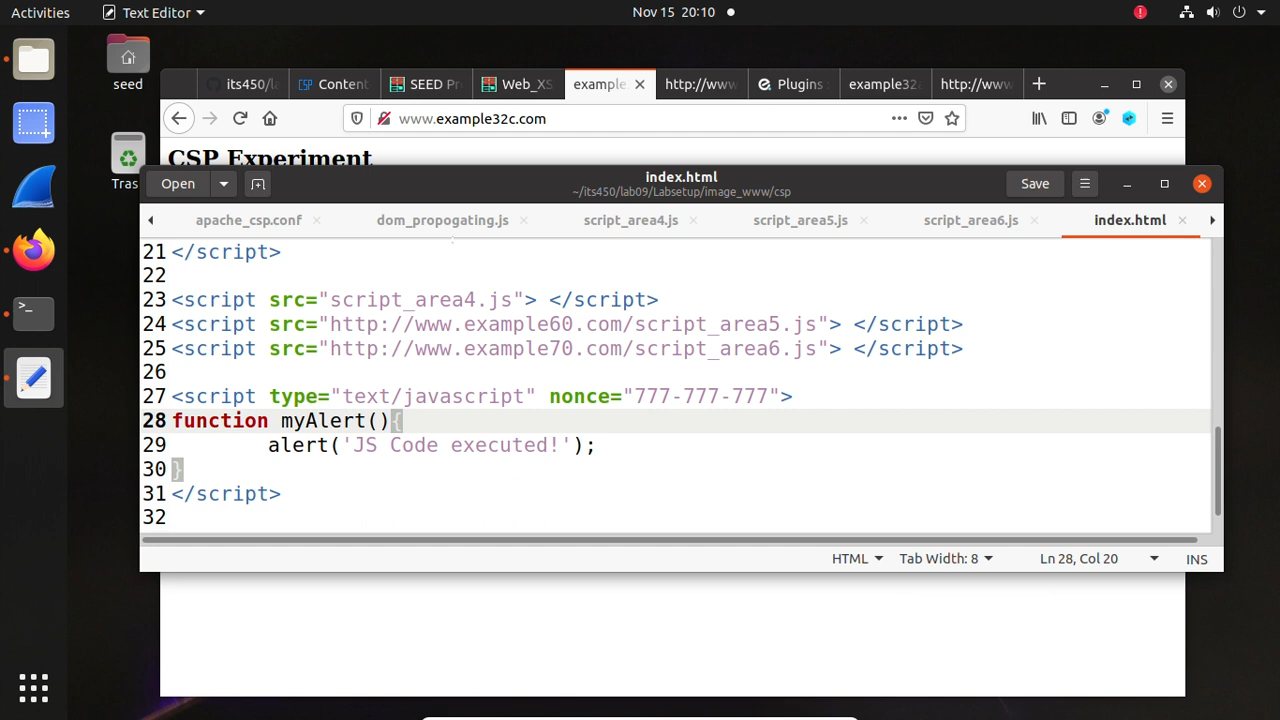 Activities
Text Editor
Nov 15 20:10
seed
Tras
its450/la
Content
SEED Pr
Web_XS
example
http://www
Plugins
example32
http://www
www.example32c.com
CSP Experiment
Open
index.html
~/its450/lab09/Labsetup/image_www/csp
Save
apache_csp.conf
dom_propogating.js
script_area4.js
script_area5.js
script_area6.js
index.html
21 </script>
22
23 <script src="script_area4.js"> </script>
24 <script src="http://www.example60.com/script_area5.js"> </script>
25 <script src="http://www.example70.com/script_area6.js"> </script>
26
27 <script type="text/javascript" nonce="777-777-777">
28 function myAlert(){
29 alert('JS Code executed!');
30 }
31 </script>
32
HTML
Tab Width: 8
Ln 28, Col 20
INS